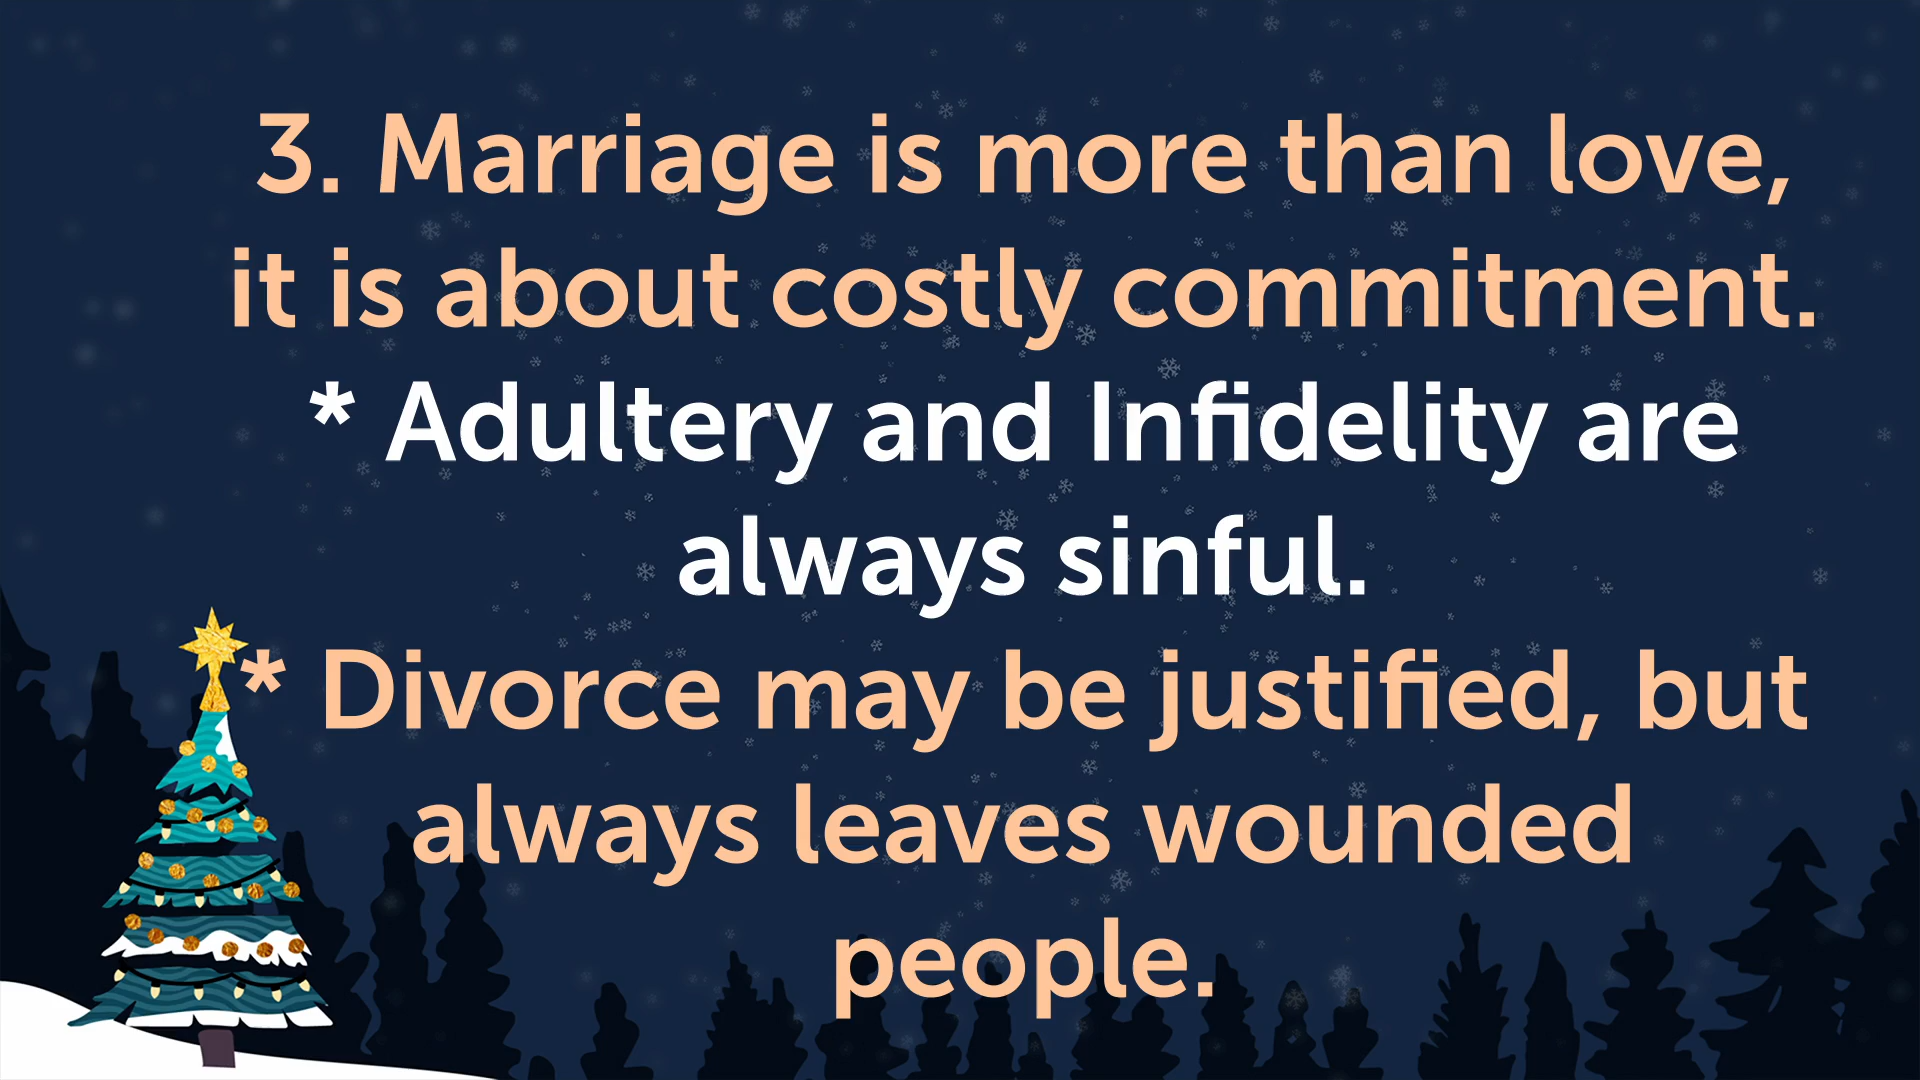 3. Marriage is more than love,
it is about costly commitment.
* Adultery and Infidelity are
always sinful.
* Divorce may be justified, but
always leaves wounded
people.